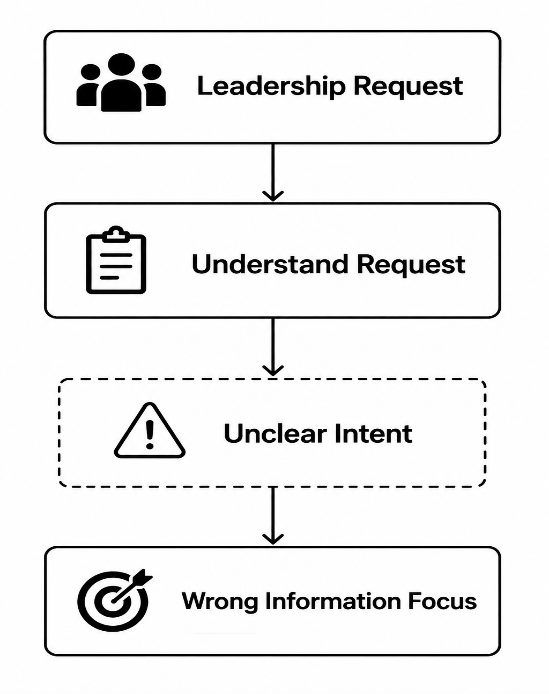 Leadership Request
Understand Request
Unclear Intent
Wrong Information Focus